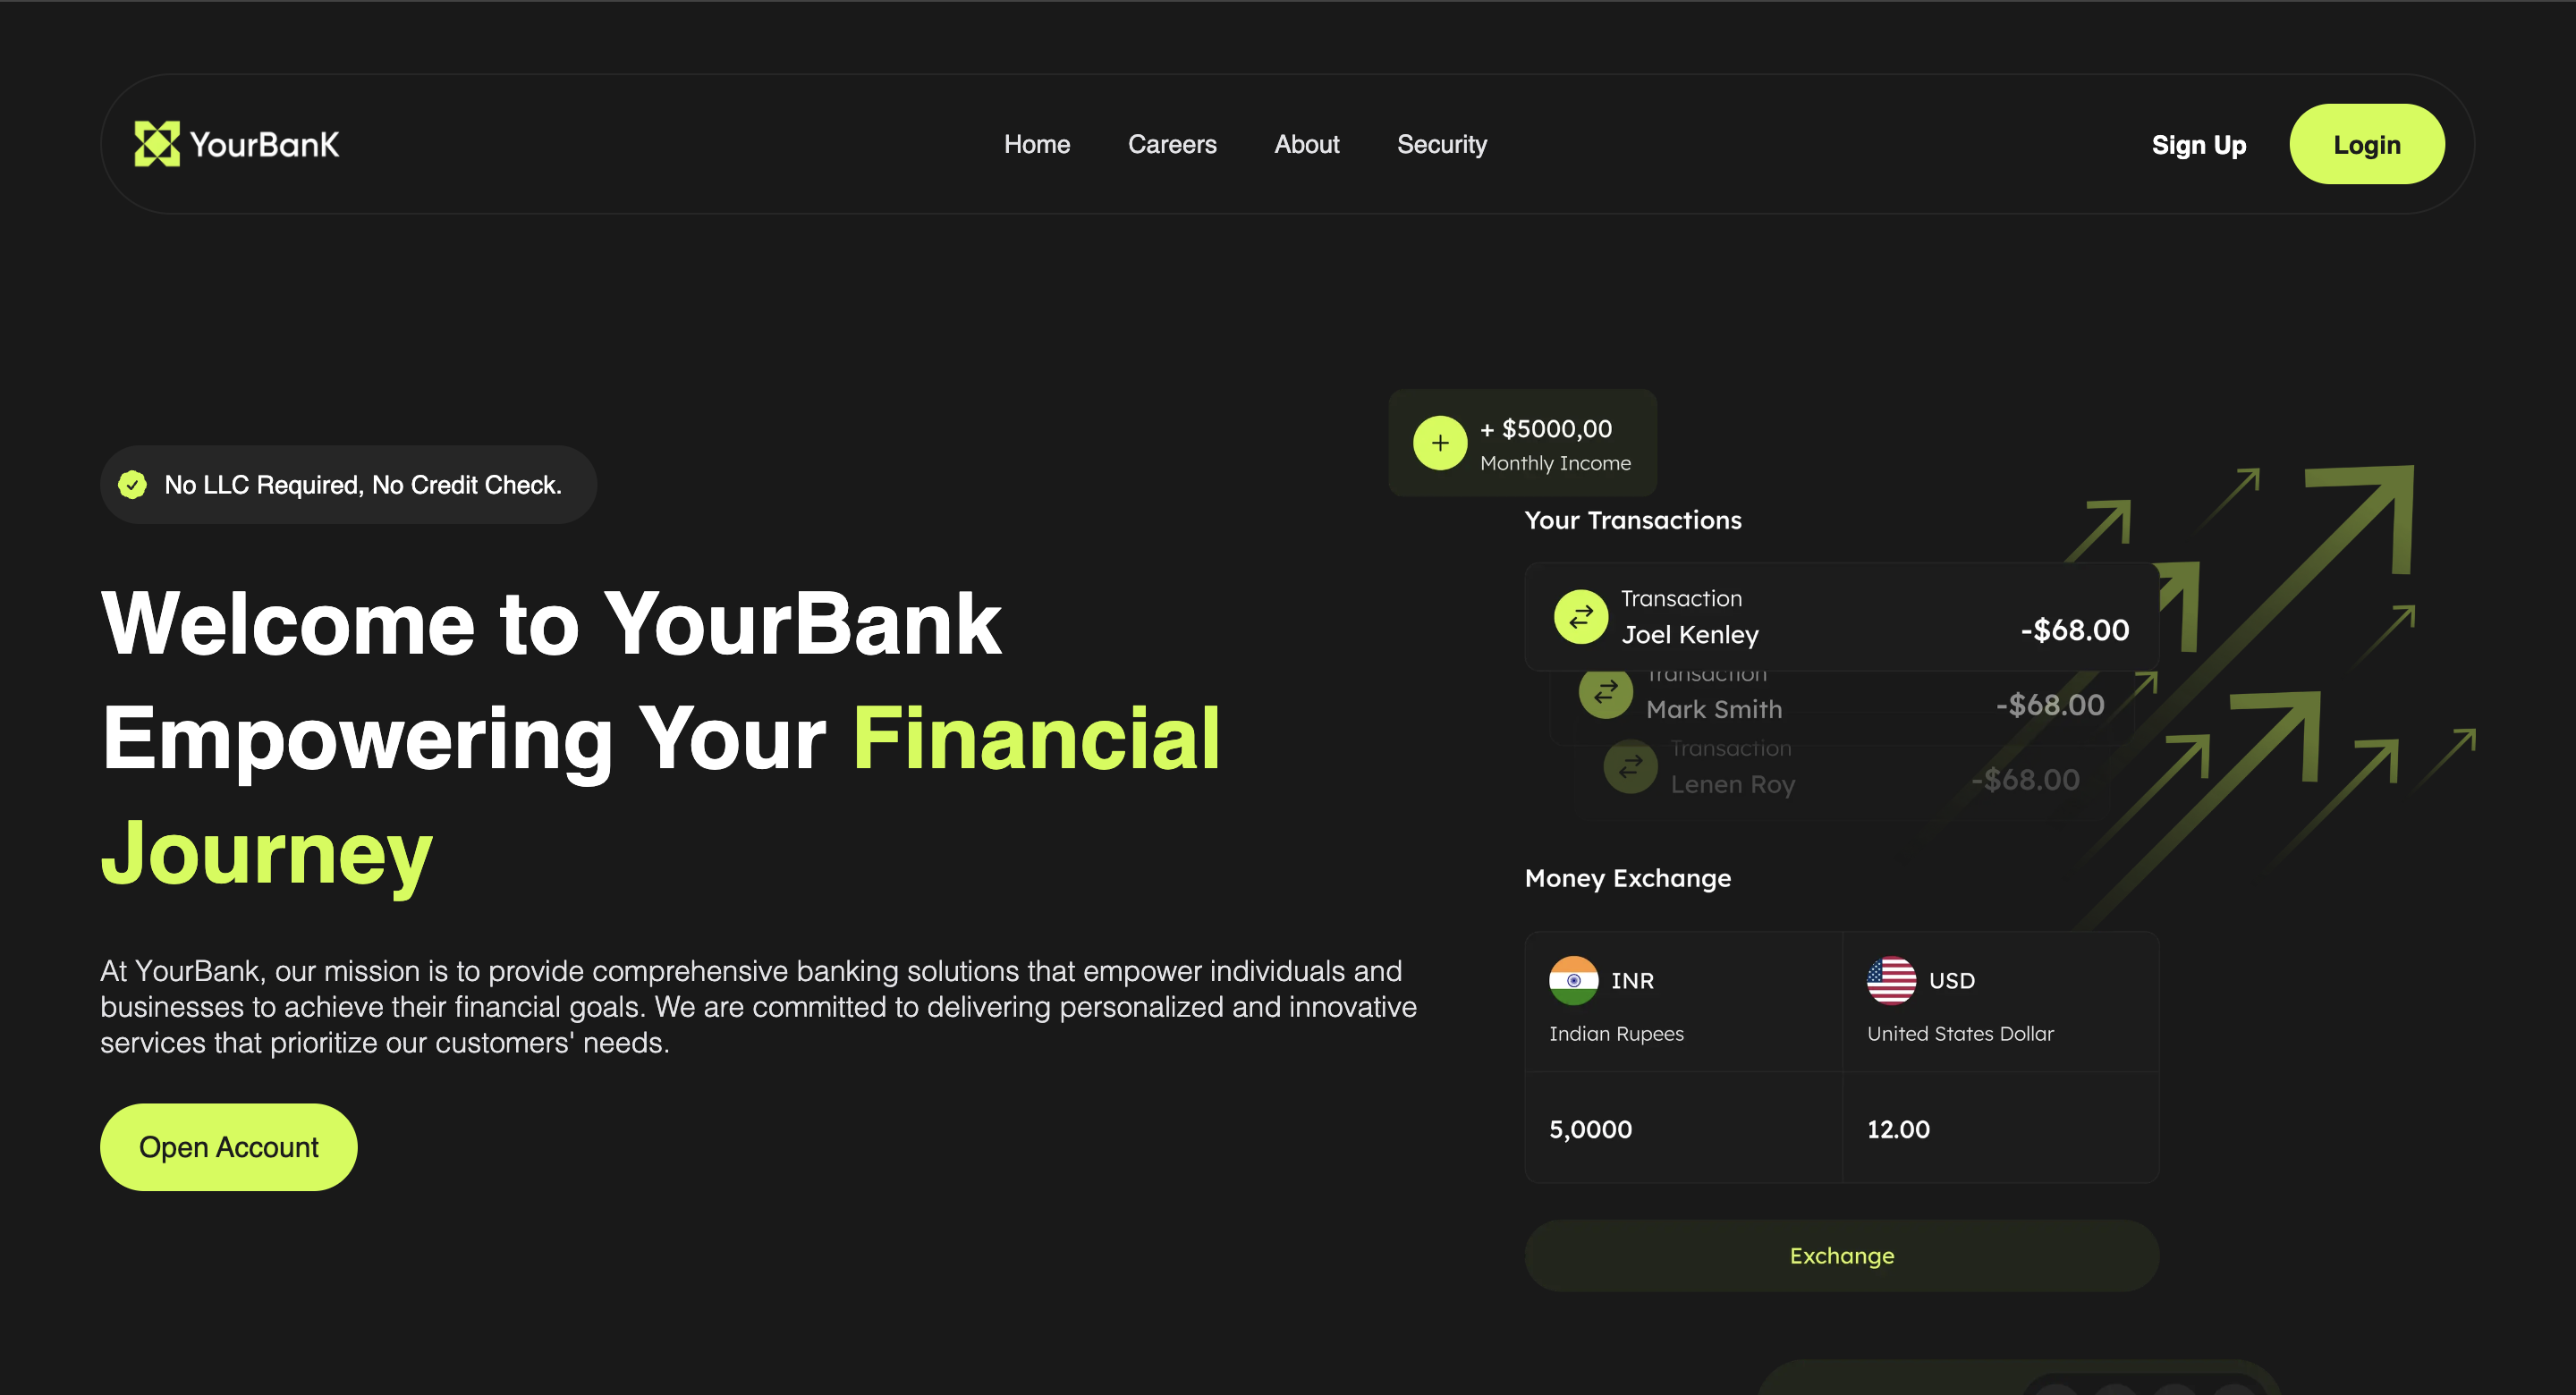 YourBanK
Home Careers About Security
Sign Up Login
No LLC Required, No Credit Check.
Welcome to YourBank
Empowering Your Financial
Journey
At YourBank, our mission is to provide comprehensive banking solutions that empower individuals and
businesses to achieve their financial goals. We are committed to delivering personalized and innovative
services that prioritize our customers' needs.
Open Account
+ $5000,00
Monthly Income
Your Transactions
Transaction
Joel Kenley
-$68.00
Transaction
Mark Smith
-$68.00
Transaction
Lenen Roy
-$68.00
Money Exchange
INR
Indian Rupees
USD
United States Dollar
5,0000
12.00
Exchange